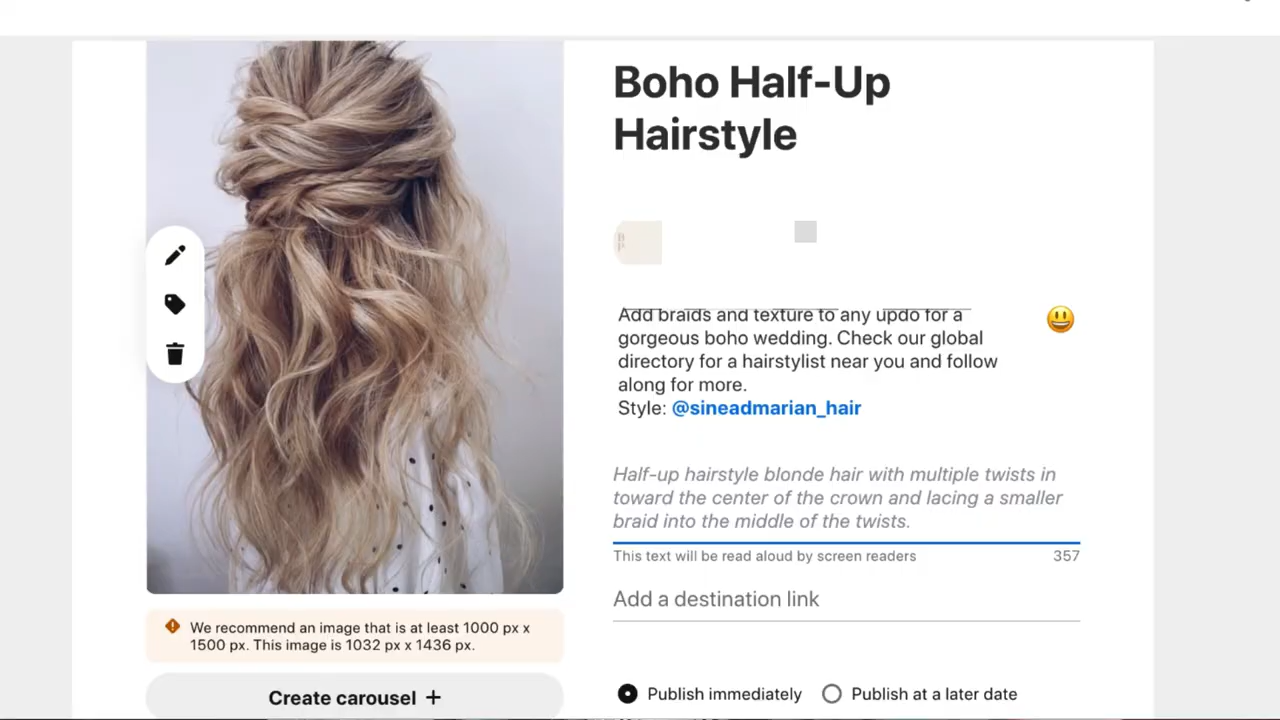 Boho Half-Up
Hairstyle
Add braids and texture to any updo for a
gorgeous boho wedding. Check our global
directory for a hairstylist near you and follow
along for more.
Style: @sineadmarian_hair
Half-up hairstyle blonde hair with multiple twists in
toward the center of the crown and lacing a smaller
braid into the middle of the twists.
This text will be read aloud by screen readers 357
Add a destination link
We recommend an image that is at least 1000 px x
1500 px. This image is 1032 px x 1436 px.
Create carousel +
Publish immediately Publish at a later date